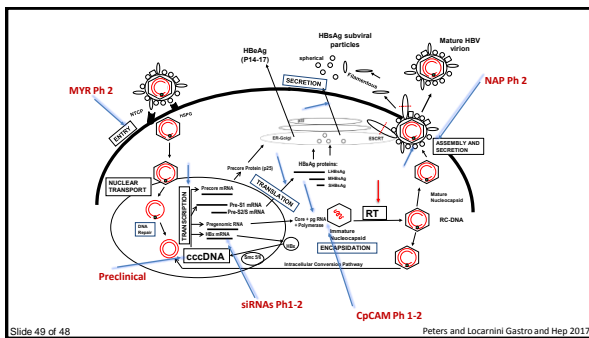 HBsAg subviral
particles
Mature HBV
virion
HBeAg
(P14-17)
spherical
Filamentous
MYR Ph 2
NAP Ph 2
SECRETION
NTCP
HSPG
ENTRY
ER-Golgi
ESCRT
ASSEMBLY AND
SECRETION
HBsAg proteins:
LHBsAg
MHBsAg
SHBsAg
Precore Protein (p25)
TRANSLATION
NUCLEAR
TRANSPORT
TRANSCRIPTION
Precore mRNA
Pre-S1 mRNA
Pre-S2/S mRNA
Pregenomic RNA
HBx mRNA
Core + pg RNA
+ Polymerase
Immature
Nucleocapsid
ENCAPSIDATION
RT
RC-DNA
Mature
Nucleocapsid
DNA
Repair
cccDNA
HBx
Smc 5/6
Intracellular Conversion Pathway
Preclinical
siRNAs Ph1-2
CpCAM Ph 1-2
Slide 49 of 48
Peters and Locarnini Gastro and Hep 2017